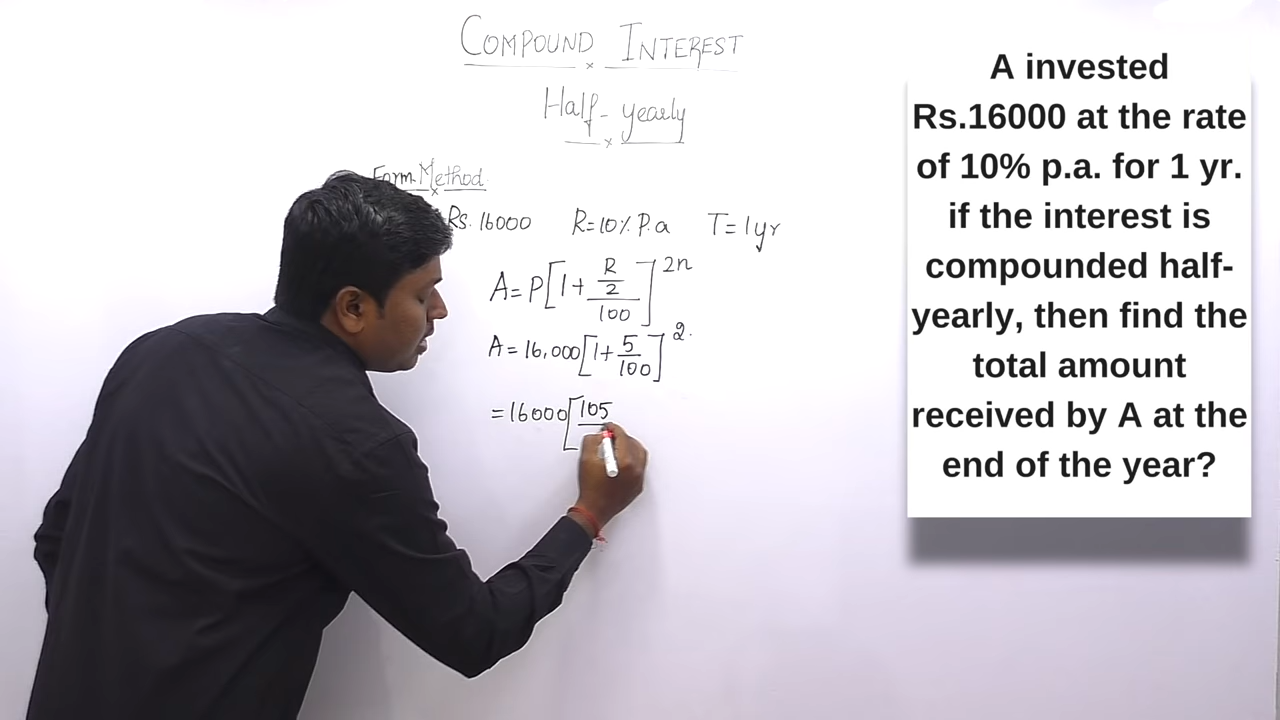 COMPOUND INTEREST
Half-yearly
Form Method
Rs. 16000 R=10% P.a T=1yr
A=P[1+ R/2/100]^2n
A=16,000[1+5/100]^2.
=16000[105
A invested
Rs.16000 at the rate
of 10% p.a. for 1 yr.
if the interest is
compounded half-
yearly, then find the
total amount
received by A at the
end of the year?